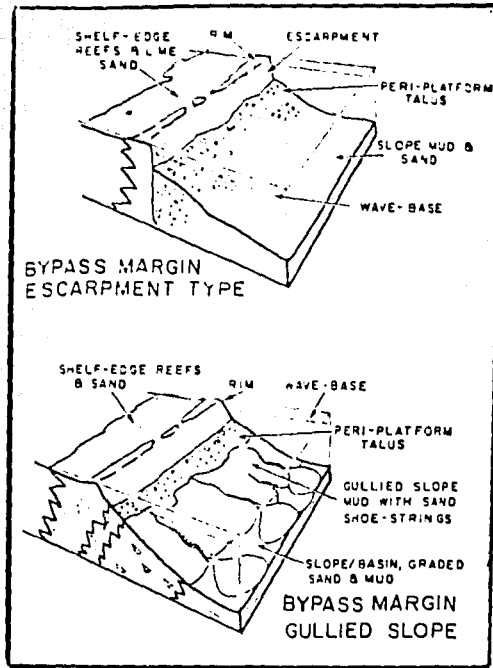 SHELF-EDGE
REEFS & LIME
SAND
RIM
ESCARPMENT
PERI-PLATFORM
TALUS
SLOPE MUD &
SAND
WAVE-BASE
BYPASS MARGIN
ESCARPMENT TYPE
SHELF-EDGE REEFS
& SAND
RIM
WAVE-BASE
PERI-PLATFORM
TALUS
GULLIED SLOPE
MUD WITH SAND
SHOE-STRINGS
SLOPE/BASIN, GRADED
SAND & MUD
BYPASS MARGIN
GULLIED SLOPE